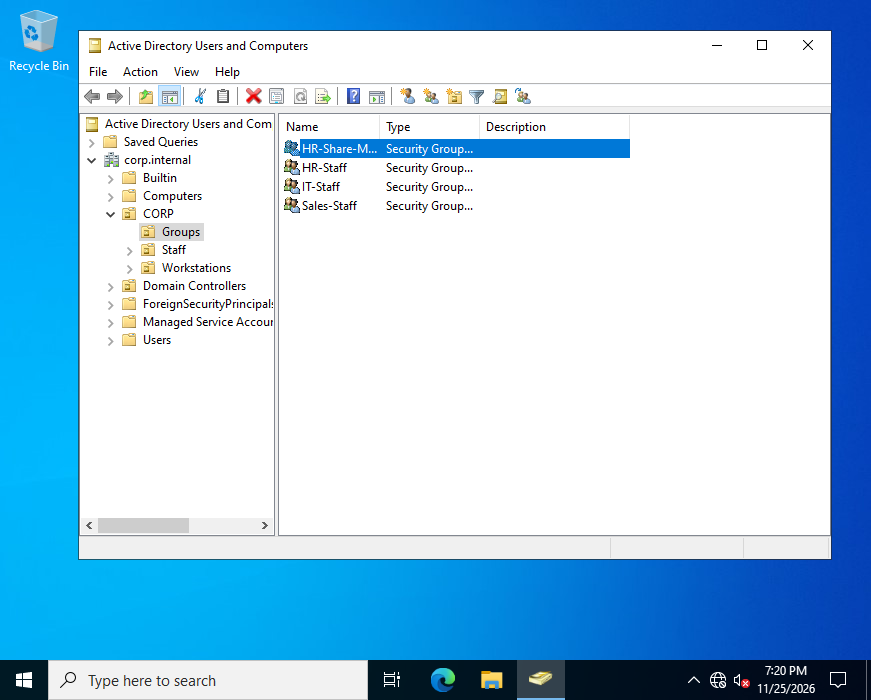 Recycle Bin
Active Directory Users and Computers
File Action View Help
Active Directory Users and Com
Saved Queries
corp.internal
Builtin
Computers
CORP
Groups
Staff
Workstations
Domain Controllers
ForeignSecurityPrincipals
Managed Service Accour
Users
Name Type Description
HR-Share-M... Security Group...
HR-Staff Security Group...
IT-Staff Security Group...
Sales-Staff Security Group...
Type here to search
7:20 PM
11/25/2026